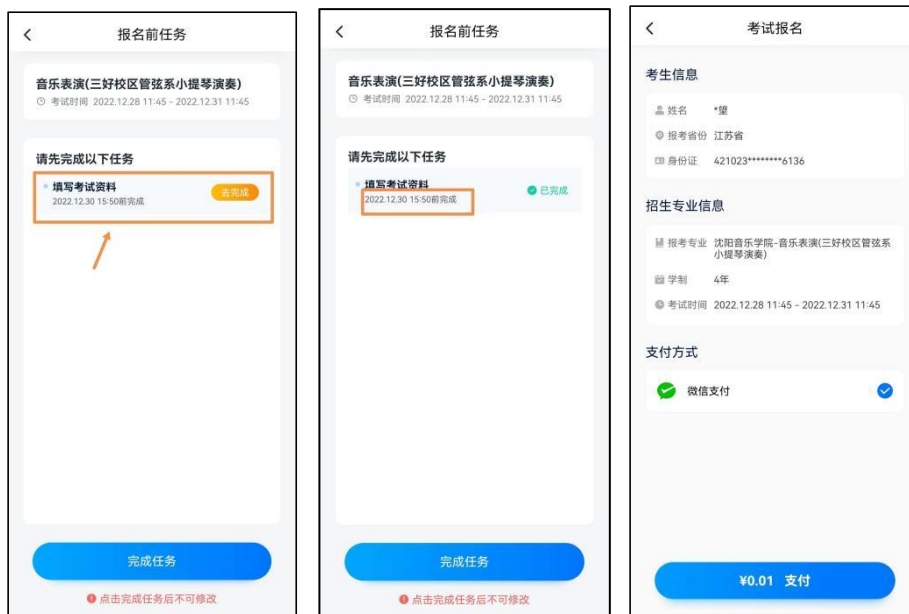 报名前任务
音乐表演(三好校区管弦系小提琴演奏)
考试时间 2022.12.28 11:45 - 2022.12.31 11:45
请先完成以下任务
填写考试资料
去完成
2022.12.30 15:50前完成
完成任务
点击完成任务后不可修改
报名前任务
音乐表演(三好校区管弦系小提琴演奏)
考试时间 2022.12.28 11:45 - 2022.12.31 11:45
请先完成以下任务
填写考试资料
已完成
2022.12.30 15:50前完成
完成任务
点击完成任务后不可修改
考试报名
考生信息
姓名 *望
报考省份 江苏省
身份证 421023********6136
招生专业信息
报考专业 沈阳音乐学院-音乐表演(三好校区管弦系
小提琴演奏)
学制 4年
考试时间 2022.12.28 11:45 - 2022.12.31 11:45
支付方式
微信支付
¥0.01 支付